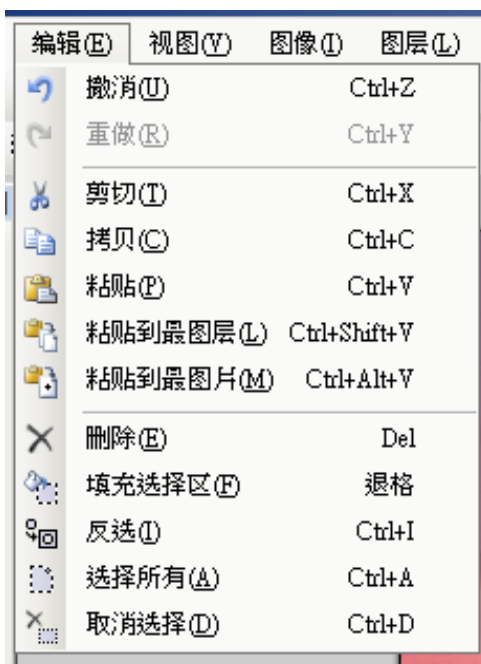 编辑(E) 视图(V) 图像(I) 图层(L)
撤消(U) Ctrl+Z
重做(R) Ctrl+Y
剪切(T) Ctrl+X
拷贝(C) Ctrl+C
粘贴(P) Ctrl+V
粘贴到最图层(L) Ctrl+Shift+V
粘贴到最图片(M) Ctrl+Alt+V
删除(E) Del
填充选择区(F) 退格
反选(I) Ctrl+I
选择所有(A) Ctrl+A
取消选择(D) Ctrl+D